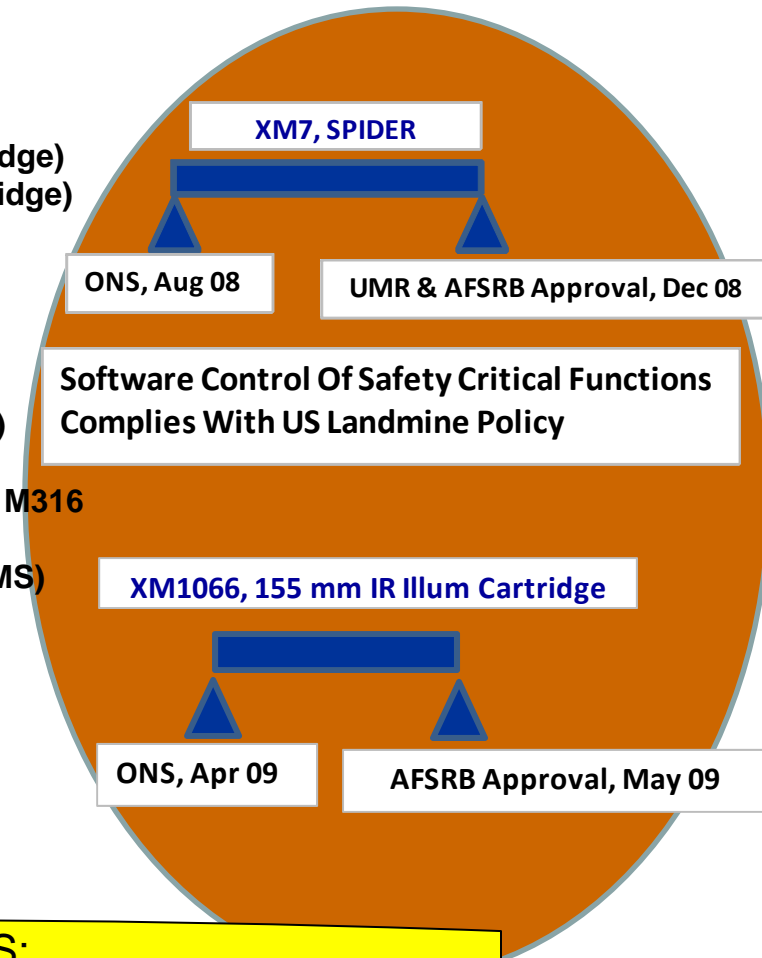 XM7, SPIDER
idge)
ridge)
ONS, Aug 08
UMR & AFSRB Approval, Dec 08
Software Control Of Safety Critical Functions
Complies With US Landmine Policy
)
M316
MS)
XM1066, 155 mm IR Illum Cartridge
ONS, Apr 09
AFSRB Approval, May 09
S: